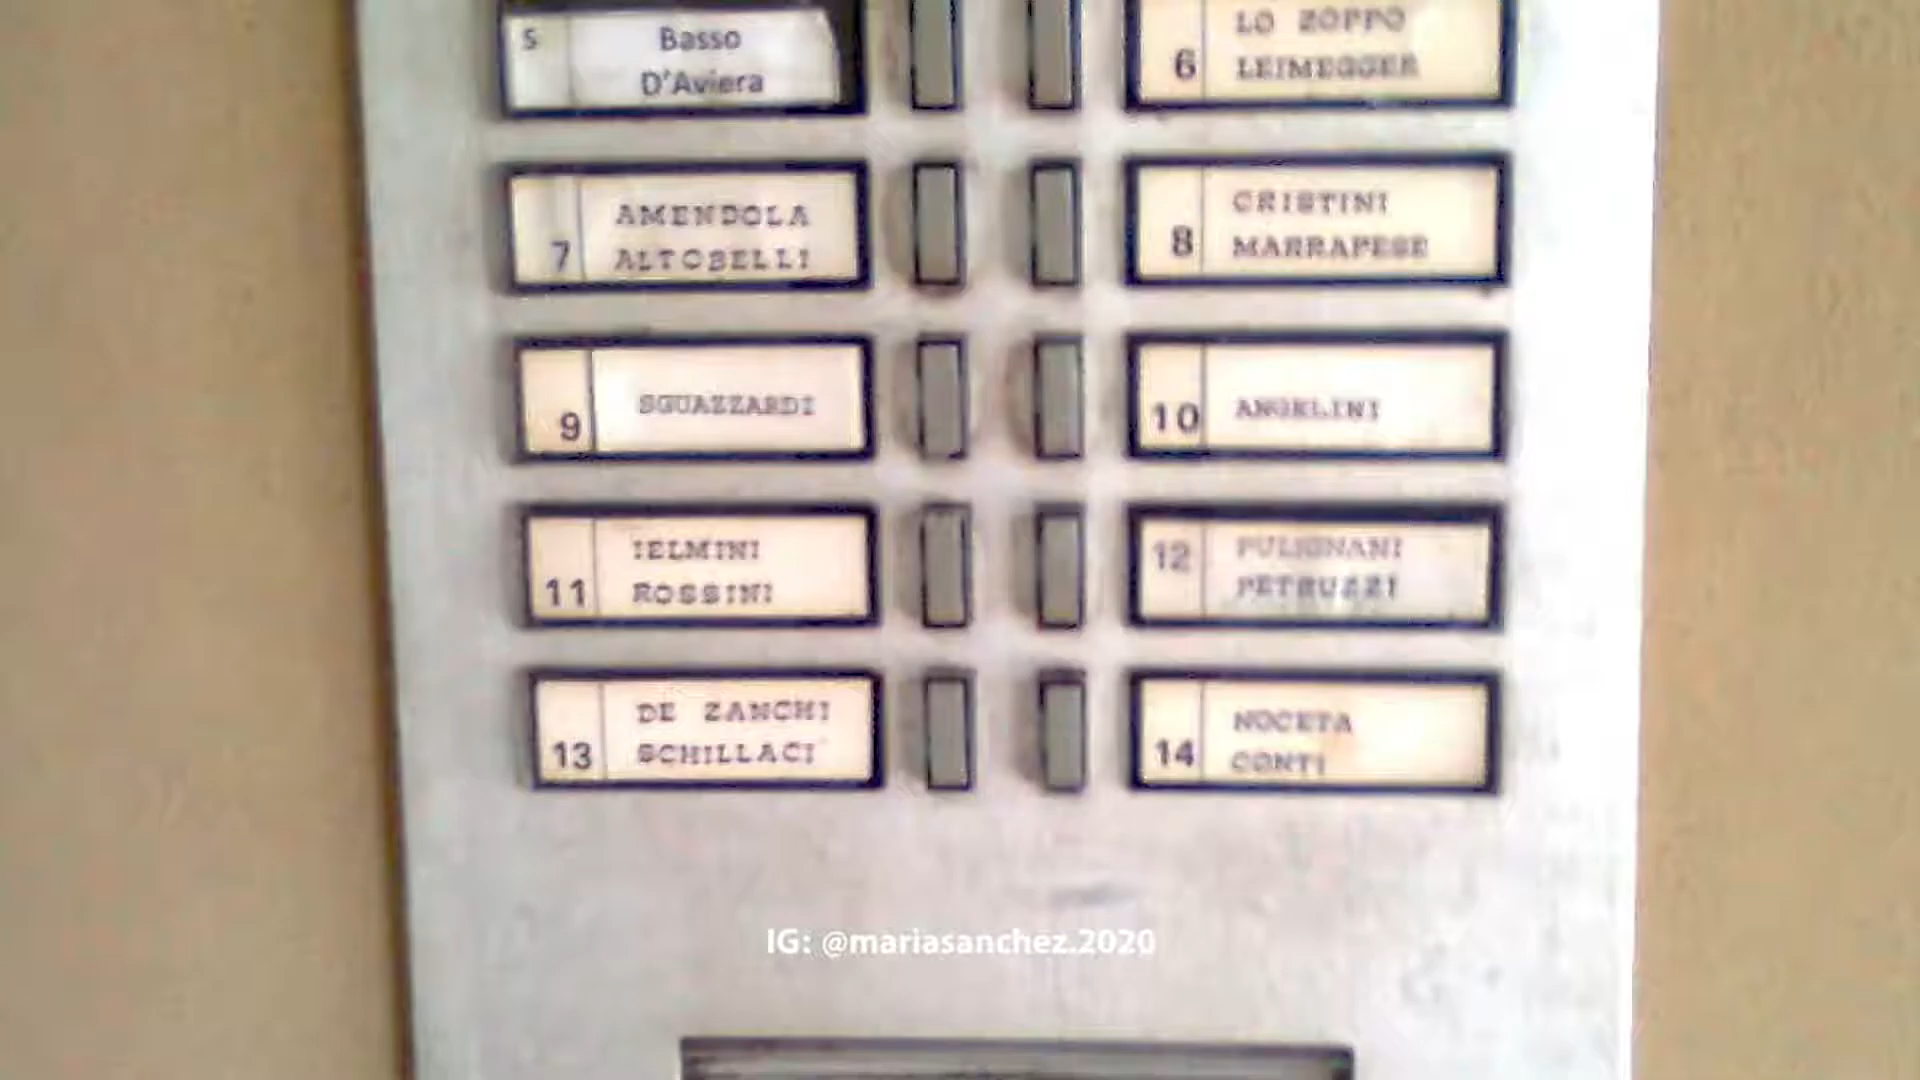 5 Basso
D'Aviera
6 LO ZOPPO
LEIMEGGER
7 AMENDOLA
ALTOBELLI
8 CRISTINI
MARRAPESE
9 SGUAZZARDI
10 ANGELINI
11 IELMINI
ROSSINI
12 PULIGNANI
PETRUZZI
13 DE ZANCHI
SCHILLACI
14 NOCETA
CONTI
IG: @mariasanchez.2020